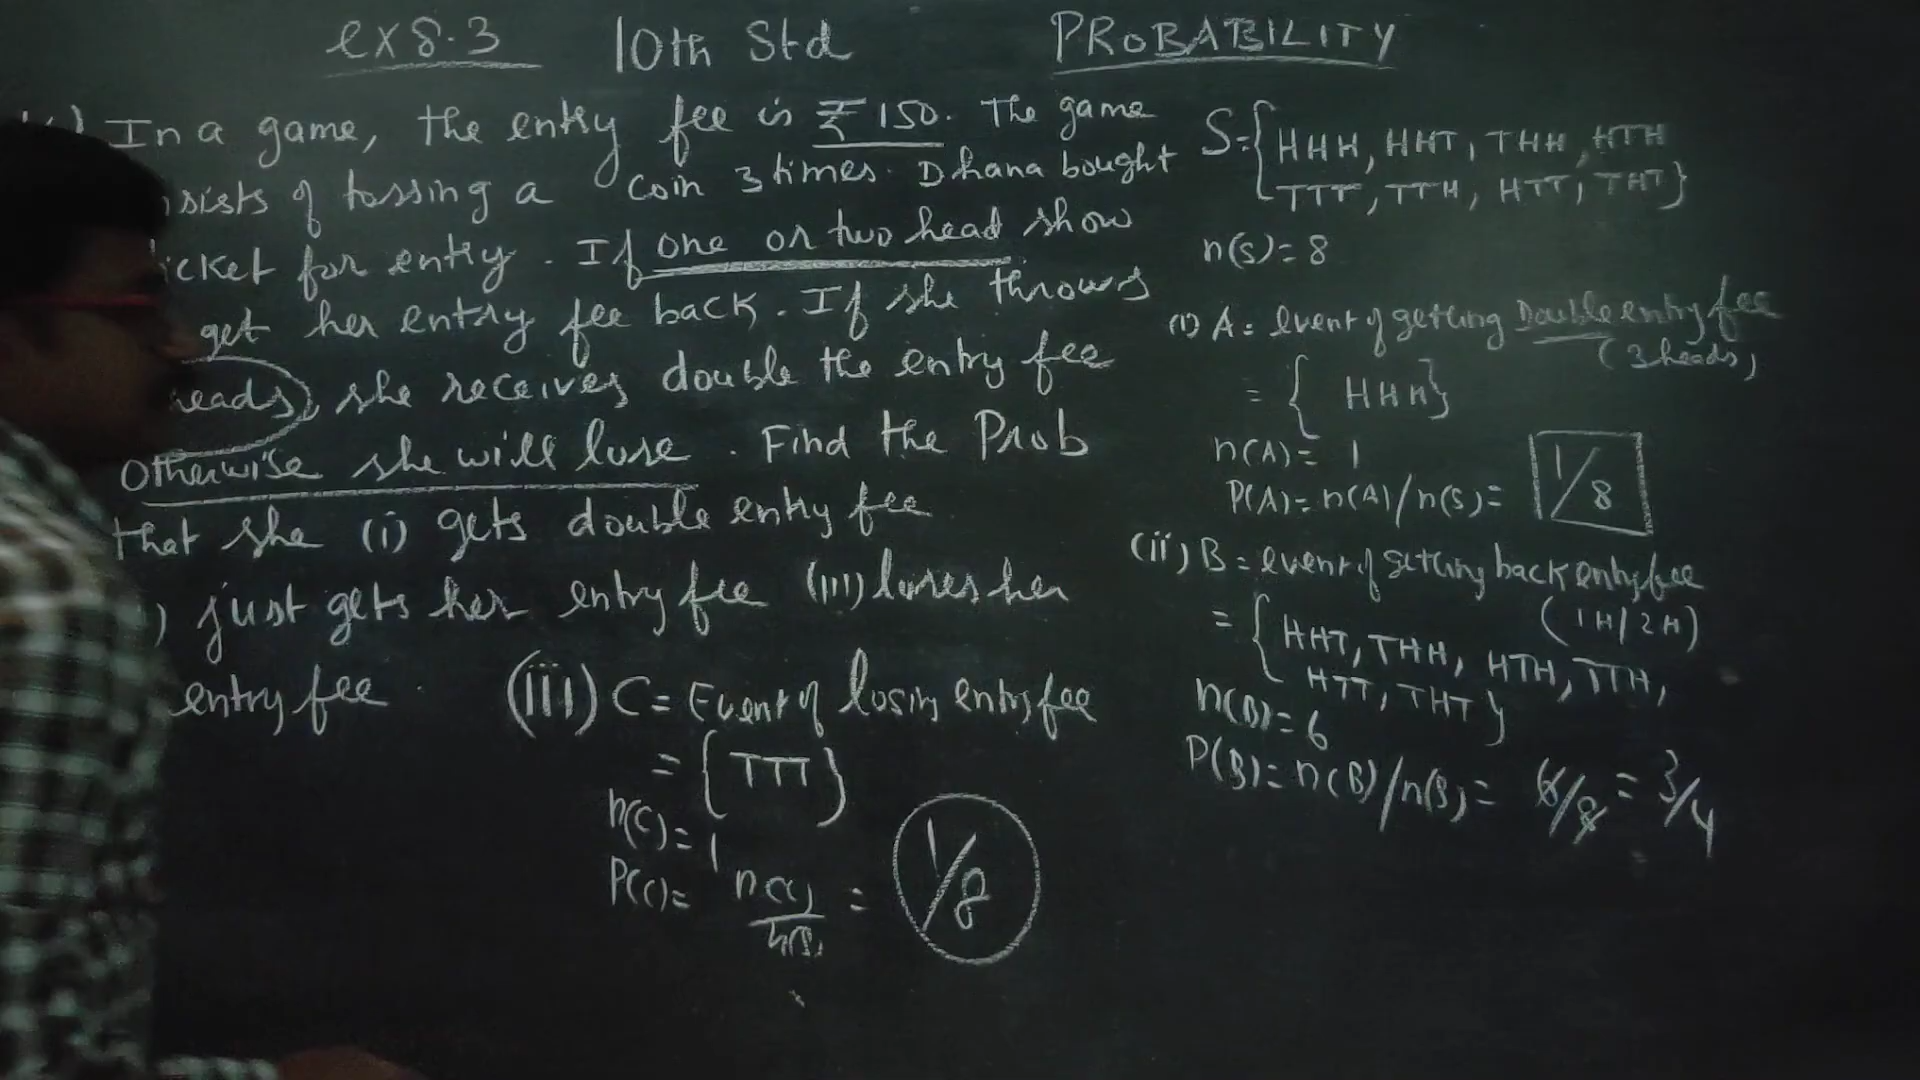 ex 8.3 10th Std PROBABILITY
In a game, the entry fee is ₹ 150. The game
sists of tossing a coin 3 times. Dhana bought
icket for entry. If one or two head show
get her entry fee back. If she throws
heads, she receives double the entry fee
Otherwise she will lose. Find the Prob
that she (i) gets double entry fee
) just gets her entry fee (iii) loses her
entry fee.
(iii) C = Event of losing entry fee
= { TTT }
n(C) = 1
P(C) = n(C)/n(S) = 1/8
S = { HHH, HHT, THH, HTH
TTT, TTH, HTT, THT }
n(S) = 8
(i) A = event of getting Double entry fee
(3 heads)
= { HHH }
n(A) = 1
P(A) = n(A)/n(S) = 1/8
(ii) B = event of getting back entry fee
(1H/2H)
= { HHT, THH, HTH, TTH,
HTT, THT }
n(B) = 6
P(B) = n(B)/n(S) = 6/8 = 3/4